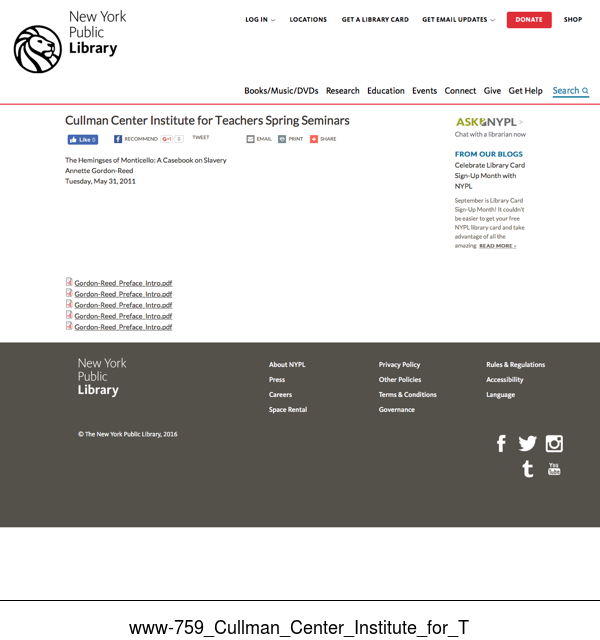 New York
Public
Library
LOG IN
LOCATIONS
GET A LIBRARY CARD
GET EMAIL UPDATES
DONATE
SHOP
Books/Music/DVDs Research Education Events Connect Give Get Help Search
Cullman Center Institute for Teachers Spring Seminars
Like 0
RECOMMEND
G+1 0
TWEET
EMAIL
PRINT
SHARE
The Hemingses of Monticello: A Casebook on Slavery
Annette Gordon-Reed
Tuesday, May 31, 2011
ASK NYPL >
Chat with a librarian now
FROM OUR BLOGS
Celebrate Library Card
Sign-Up Month with
NYPL
September is Library Card
Sign-Up Month! It couldn't
be easier to get your free
NYPL library card and take
advantage of all the
amazing READ MORE ›
Gordon-Reed_Preface_Intro.pdf
Gordon-Reed_Preface_Intro.pdf
Gordon-Reed_Preface_Intro.pdf
Gordon-Reed_Preface_Intro.pdf
Gordon-Reed_Preface_Intro.pdf
New York
Public
Library
About NYPL
Press
Careers
Space Rental
Privacy Policy
Other Policies
Terms & Conditions
Governance
Rules & Regulations
Accessibility
Language
© The New York Public Library, 2016
You
Tube
www-759_Cullman_Center_Institute_for_T